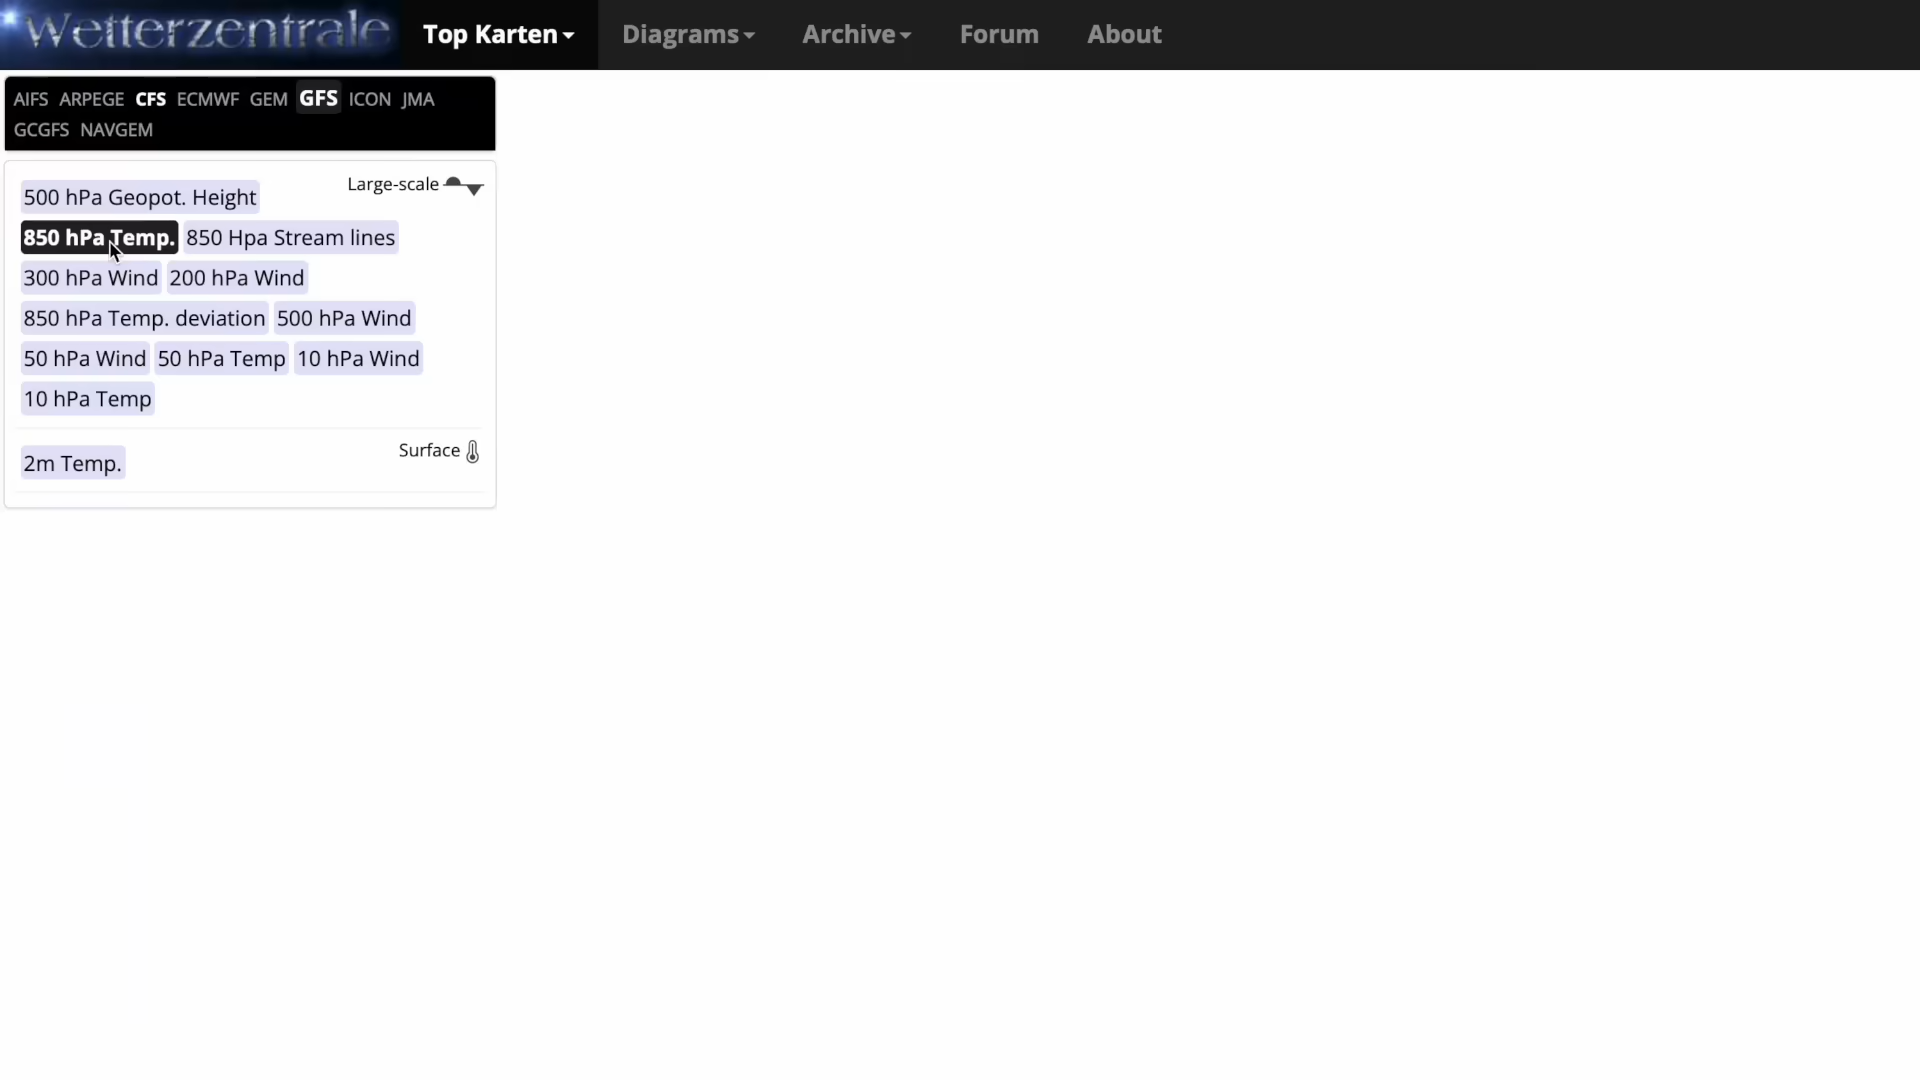 Wetterzentrale Top Karten Diagrams Archive Forum About
AIFS ARPEGE CFS ECMWF GEM GFS ICON JMA
GCGFS NAVGEM
Large-scale
500 hPa Geopot. Height
850 hPa Temp. 850 Hpa Stream lines
300 hPa Wind 200 hPa Wind
850 hPa Temp. deviation 500 hPa Wind
50 hPa Wind 50 hPa Temp 10 hPa Wind
10 hPa Temp
Surface
2m Temp.